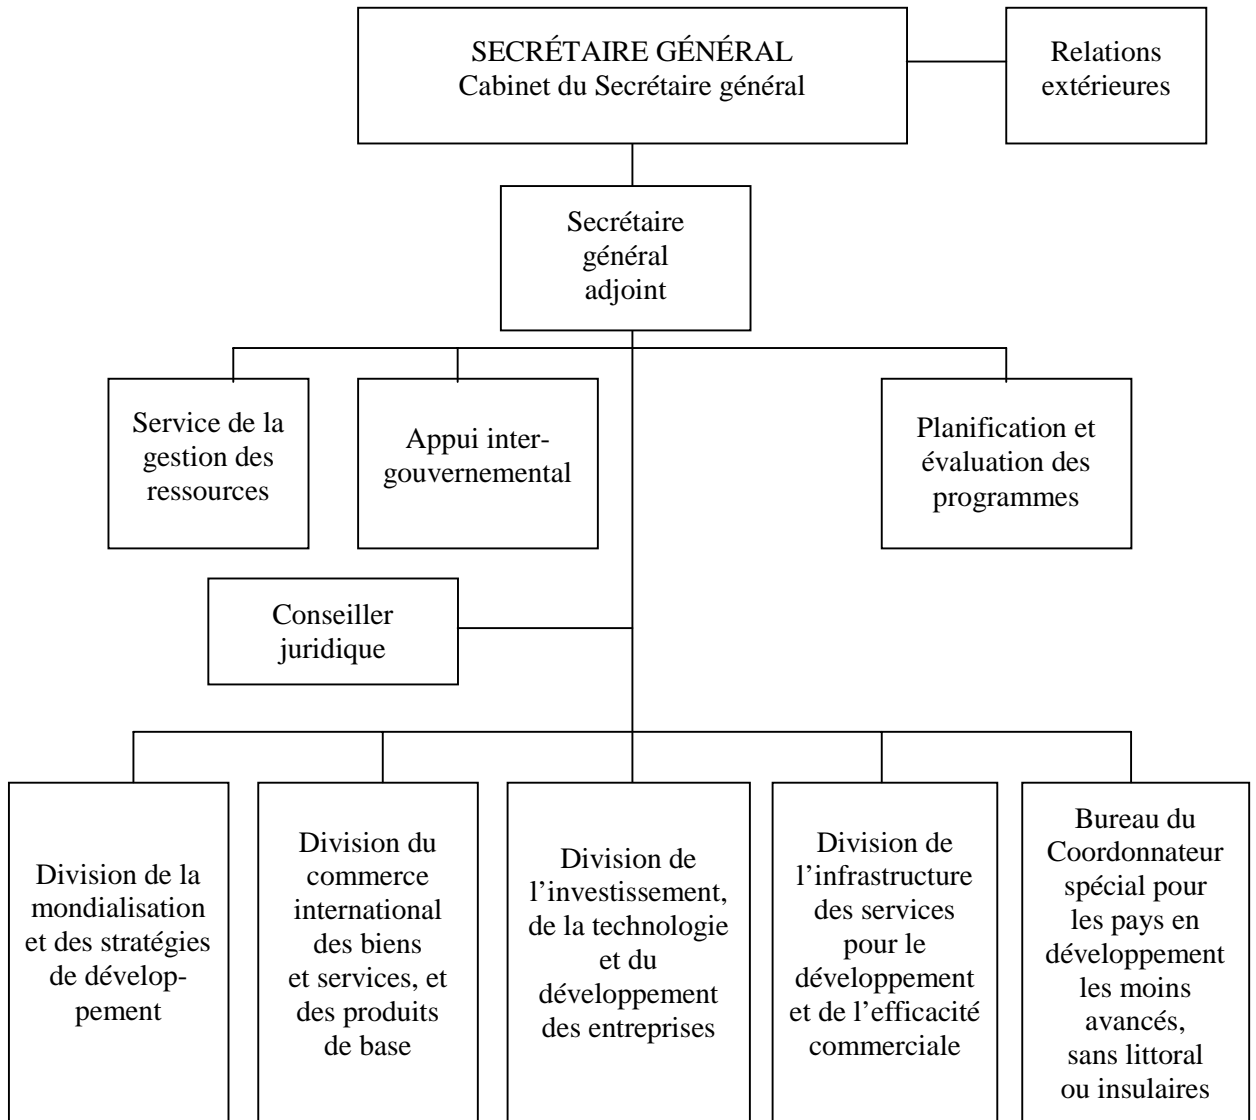 SECRÉTAIRE GÉNÉRAL
Cabinet du Secrétaire général
Relations
extérieures
Secrétaire
général
adjoint
Service de la
gestion des
ressources
Appui inter-
gouvernemental
Planification et
évaluation des
programmes
Conseiller
juridique
Division de la
mondialisation
et des stratégies
de dévelop-
pement
Division du
commerce
international
des biens
et services, et
des produits
de base
Division de
l’investissement,
de la technologie
et du
développement
des entreprises
Division de
l’infrastructure
des services
pour le
développement
et de l’efficacité
commerciale
Bureau du
Coordonnateur
spécial pour
les pays en
développement
les moins
avancés,
sans littoral
ou insulaires